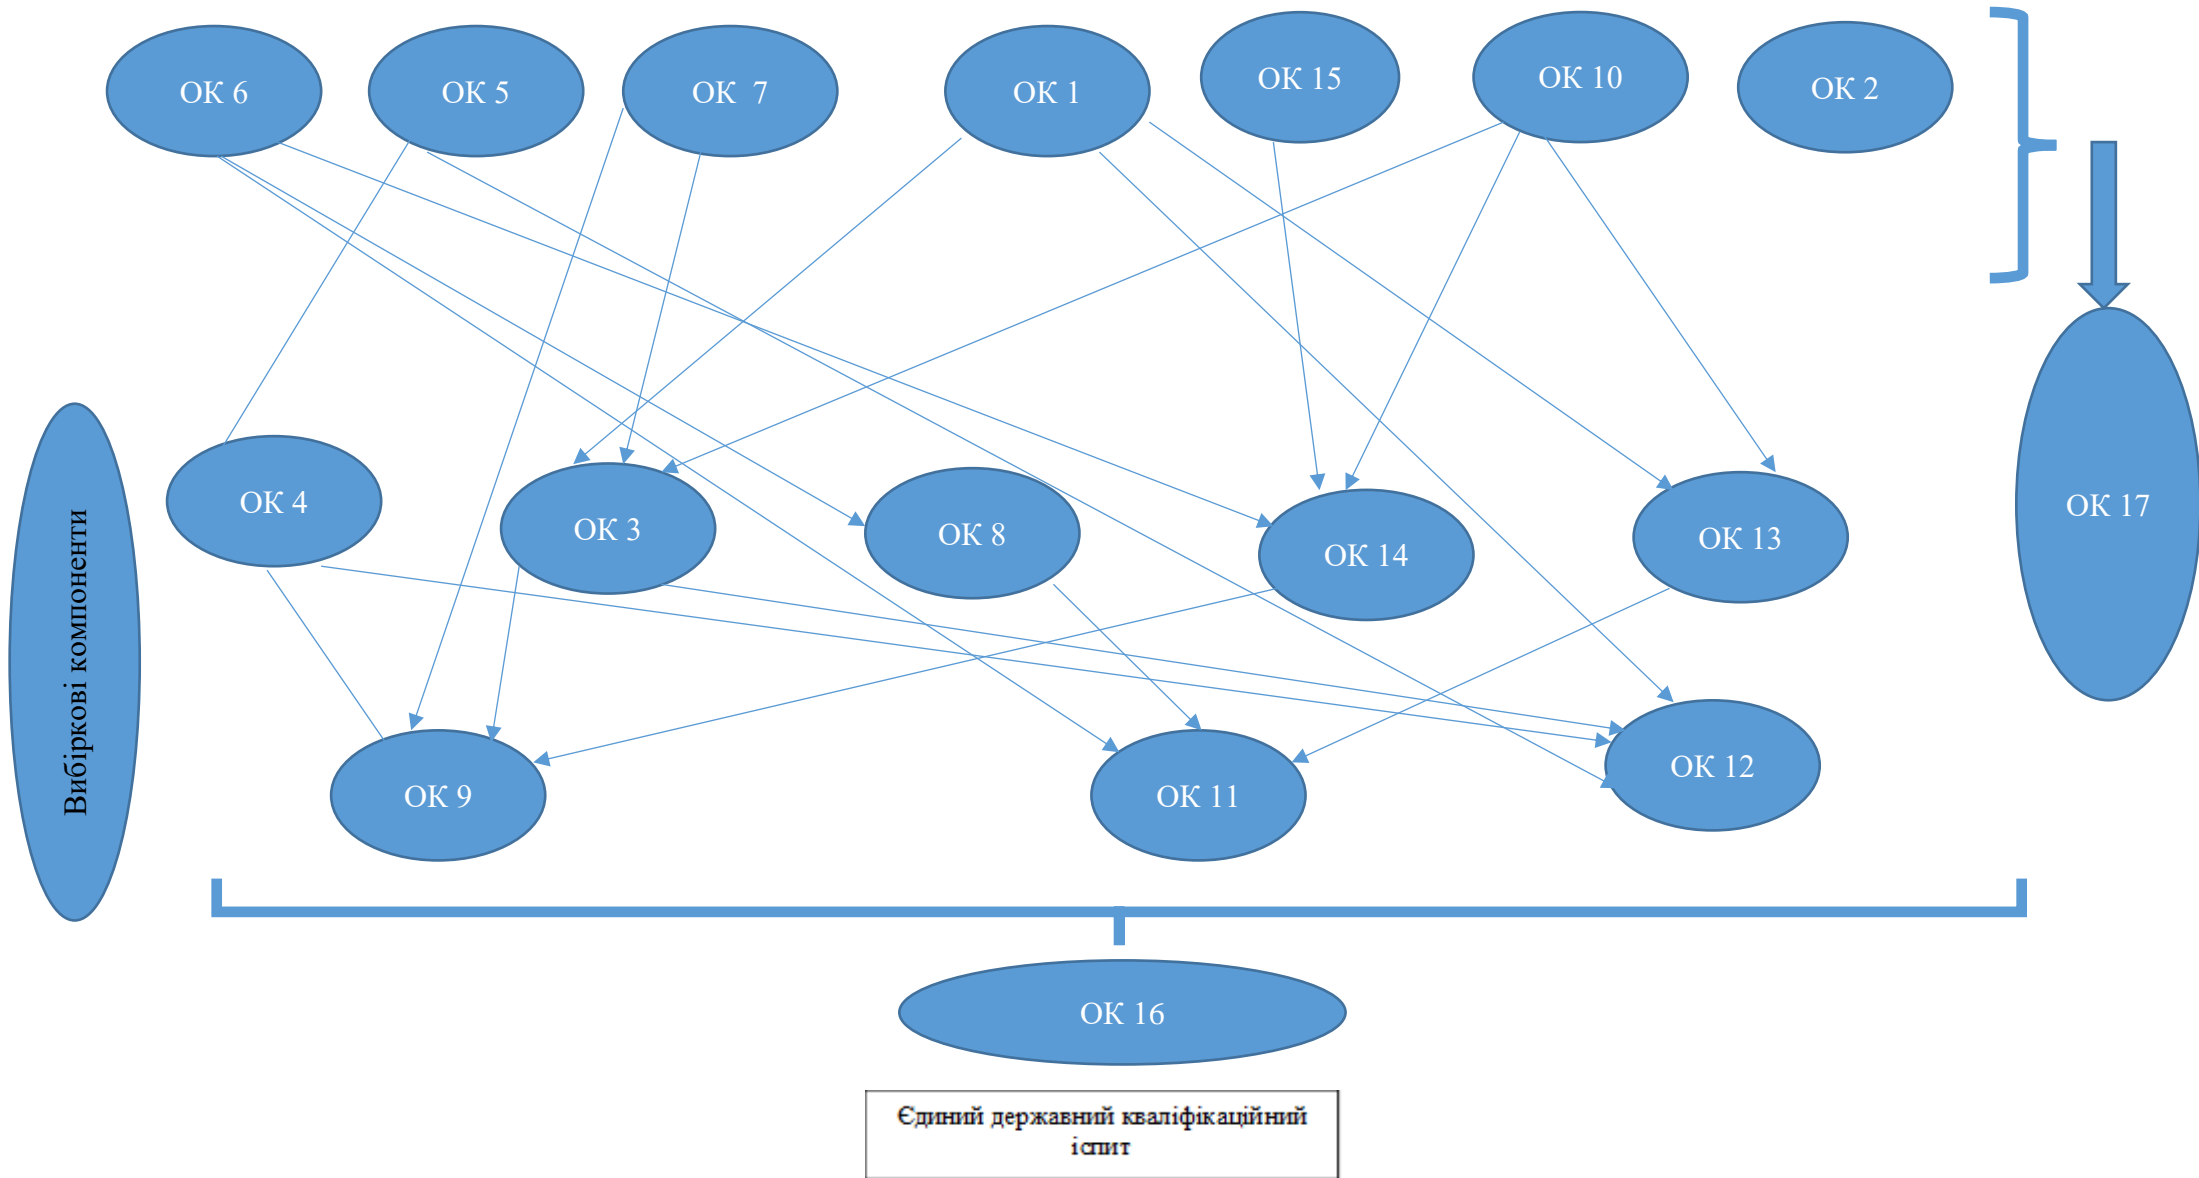 ОК 6
ОК 5
ОК  7
ОК 1
ОК 15
ОК 10
ОК 2
ОК 17
Вибіркові компоненти
ОК 4
ОК 3
ОК 8
ОК 14
ОК 13
ОК 9
ОК 11
ОК 12
ОК 16
Єдиний державний кваліфікаційний
іспит